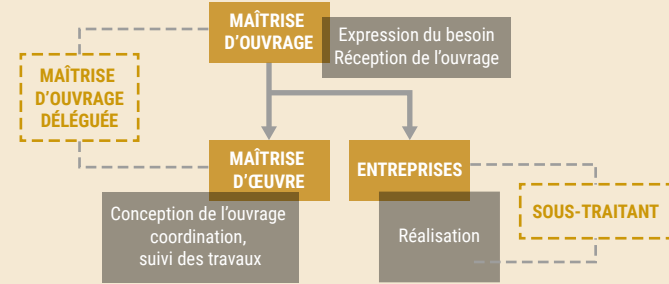 MAÎTRISE
D'OUVRAGE
Expression du besoin
Réception de l'ouvrage
MAÎTRISE
D'OUVRAGE
DÉLÉGUÉE
MAÎTRISE
D'ŒUVRE
ENTREPRISES
Conception de l'ouvrage
coordination,
suivi des travaux
Réalisation
SOUS-TRAITANT